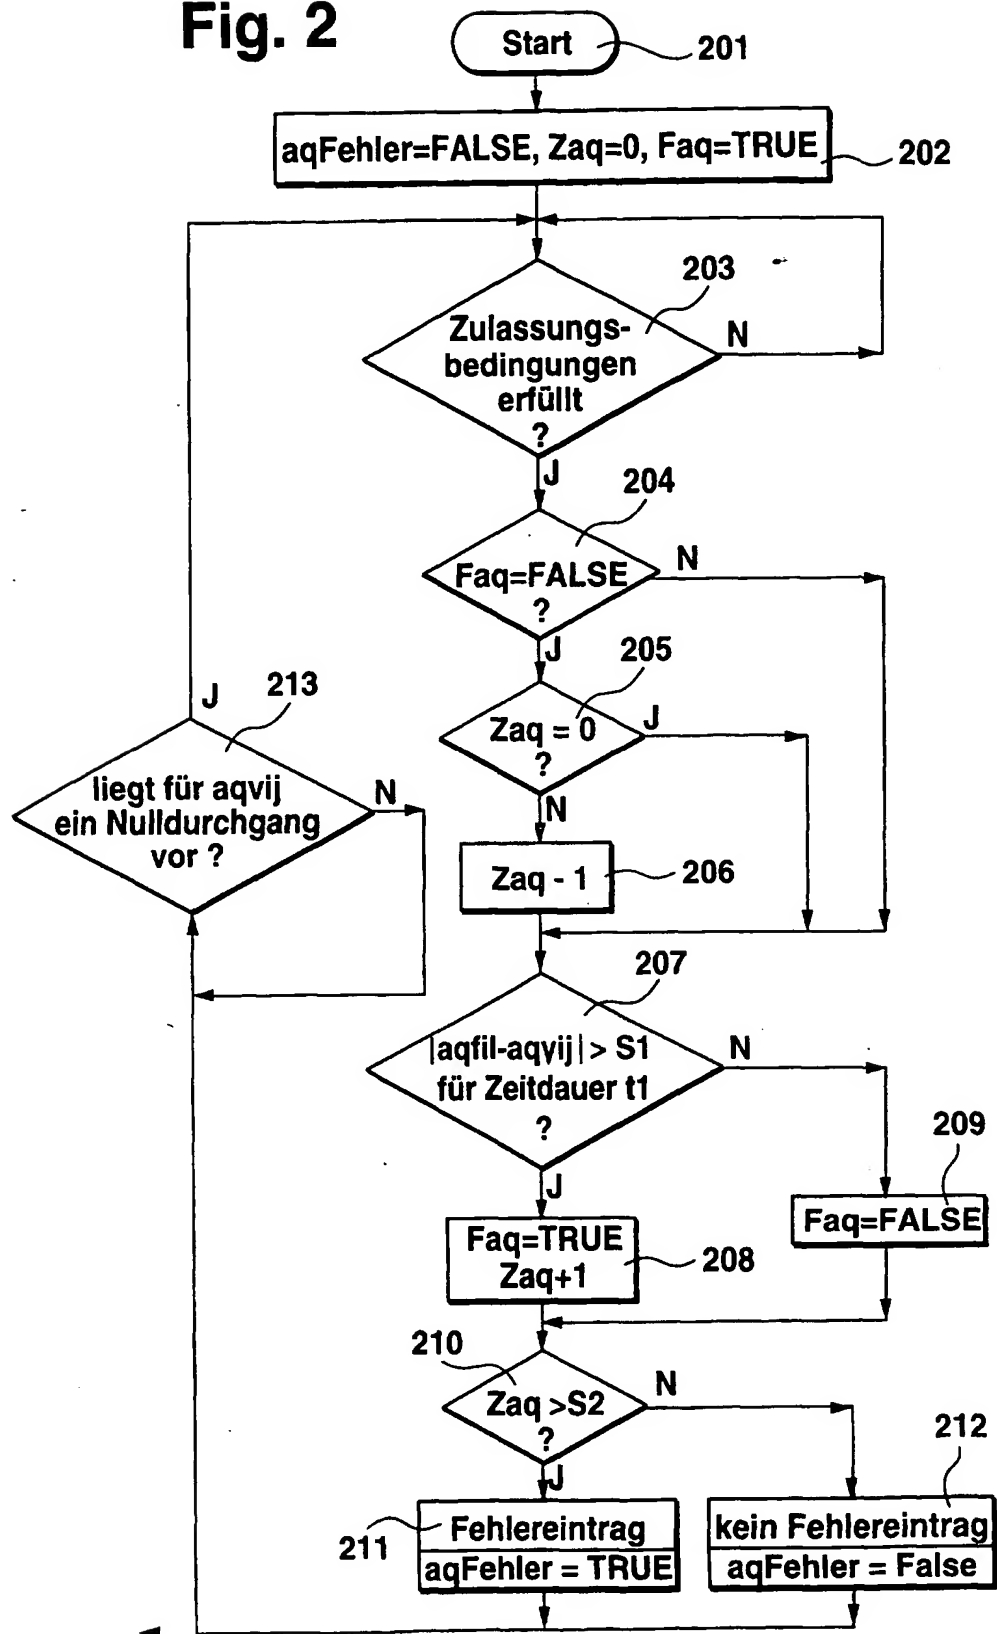 Fig. 2
Start
201
aqFehler=FALSE, Zaq=0, Faq=TRUE
202
203
Zulassungs-
bedingungen
erfüllt
?
N
J
204
Faq=FALSE
?
N
J
205
Zaq = 0
?
J
N
Zaq - 1
206
213
J
liegt für aqvij
ein Nulldurchgang
vor ?
N
207
|aqfil-aqvij| > S1
für Zeitdauer t1
?
N
J
209
Faq=FALSE
Faq=TRUE
Zaq+1
208
210
Zaq >S2
?
N
J
212
211
Fehlereintrag
aqFehler = TRUE
kein Fehlereintrag
aqFehler = False